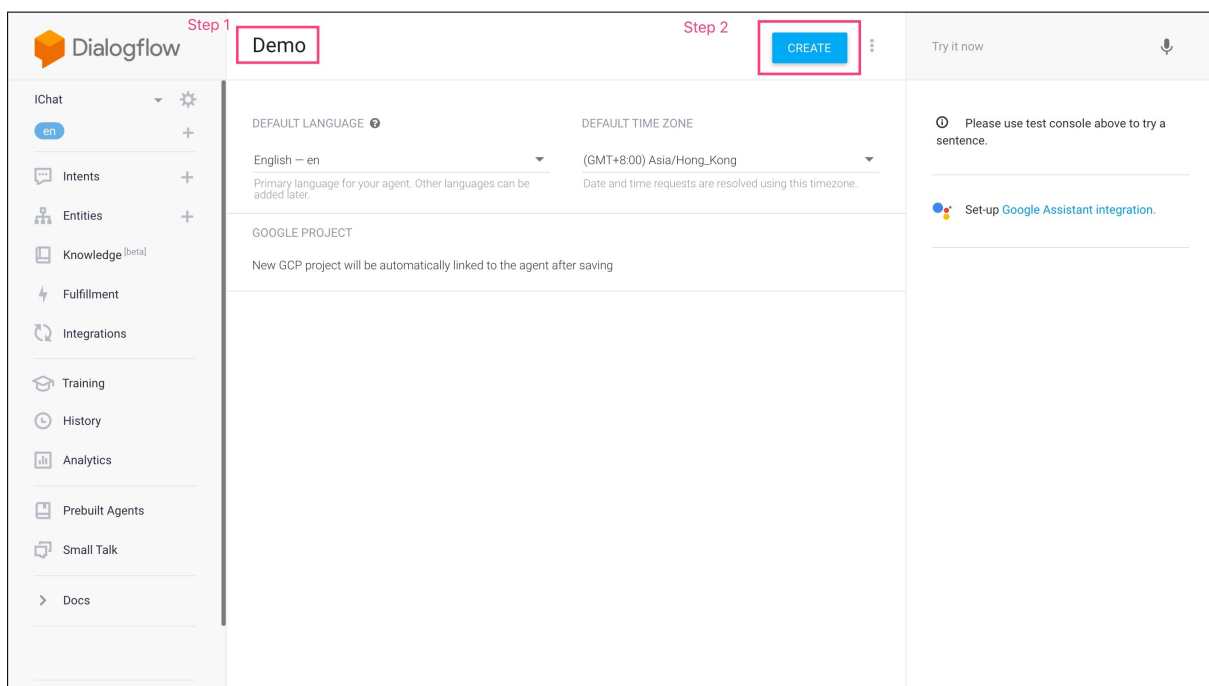 Step 1
Dialogflow
Demo
Step 2
CREATE
Try it now
IChat
en
Intents
Entities
Knowledge [beta]
Fulfillment
Integrations
Training
History
Analytics
Prebuilt Agents
Small Talk
Docs
DEFAULT LANGUAGE ?
English — en
Primary language for your agent. Other languages can be
added later.
DEFAULT TIME ZONE
(GMT+8:00) Asia/Hong_Kong
Date and time requests are resolved using this timezone.
GOOGLE PROJECT
New GCP project will be automatically linked to the agent after saving
Please use test console above to try a
sentence.
Set-up Google Assistant integration.